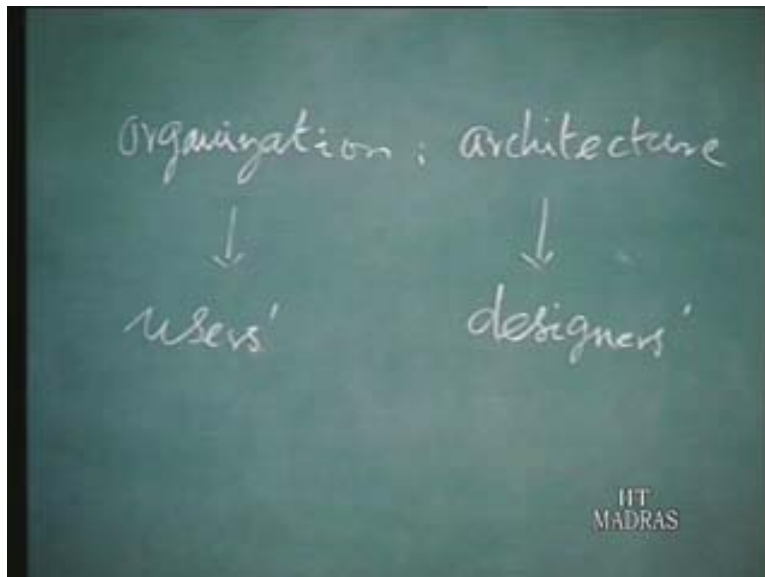 organization : architecture
↓ ↓
users' designers'
IIT
MADRAS